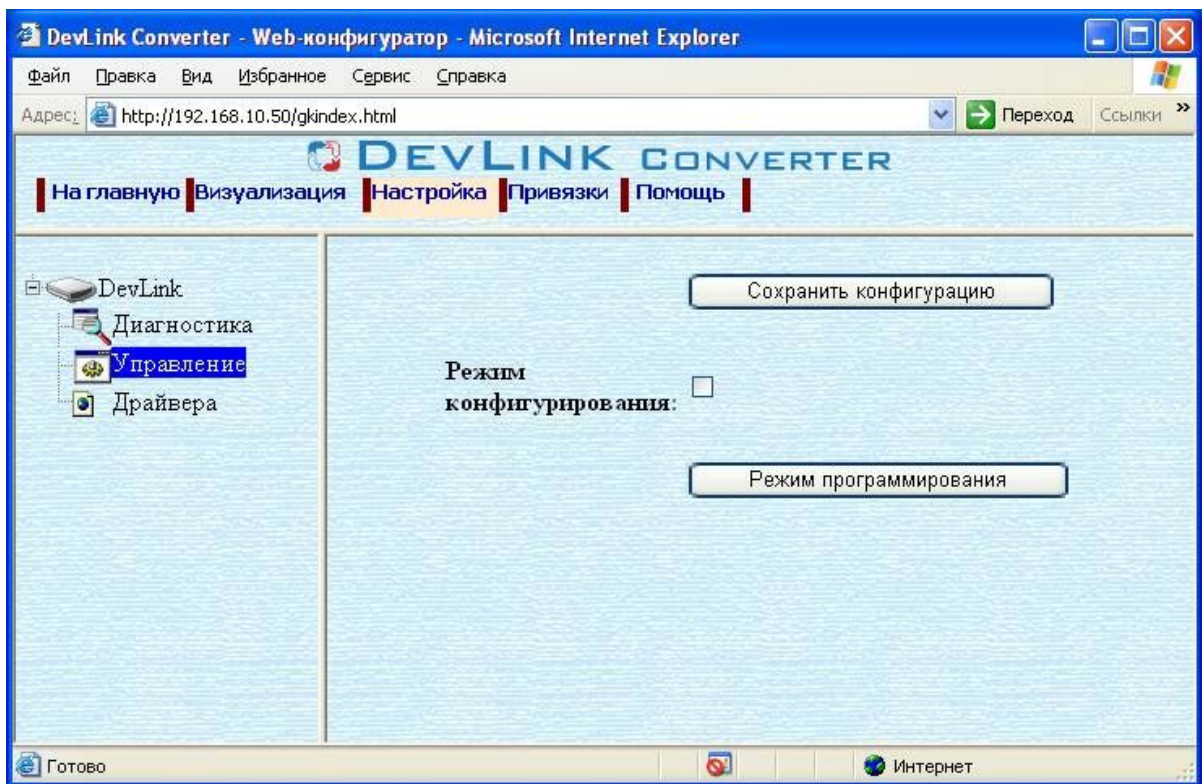 DevLink Converter - Web-конфигуратор - Microsoft Internet Explorer
Файл Правка Вид Избранное Сервис Справка
Адрес: http://192.168.10.50/gkindex.html Переход Ссылки »
DEVLINK CONVERTER
На главную Визуализация Настройка Привязки Помощь
DevLink
Диагностика
Управление
Драйвера
Сохранить конфигурацию
Режим
конфигурирования:
Режим программирования
Готово Интернет